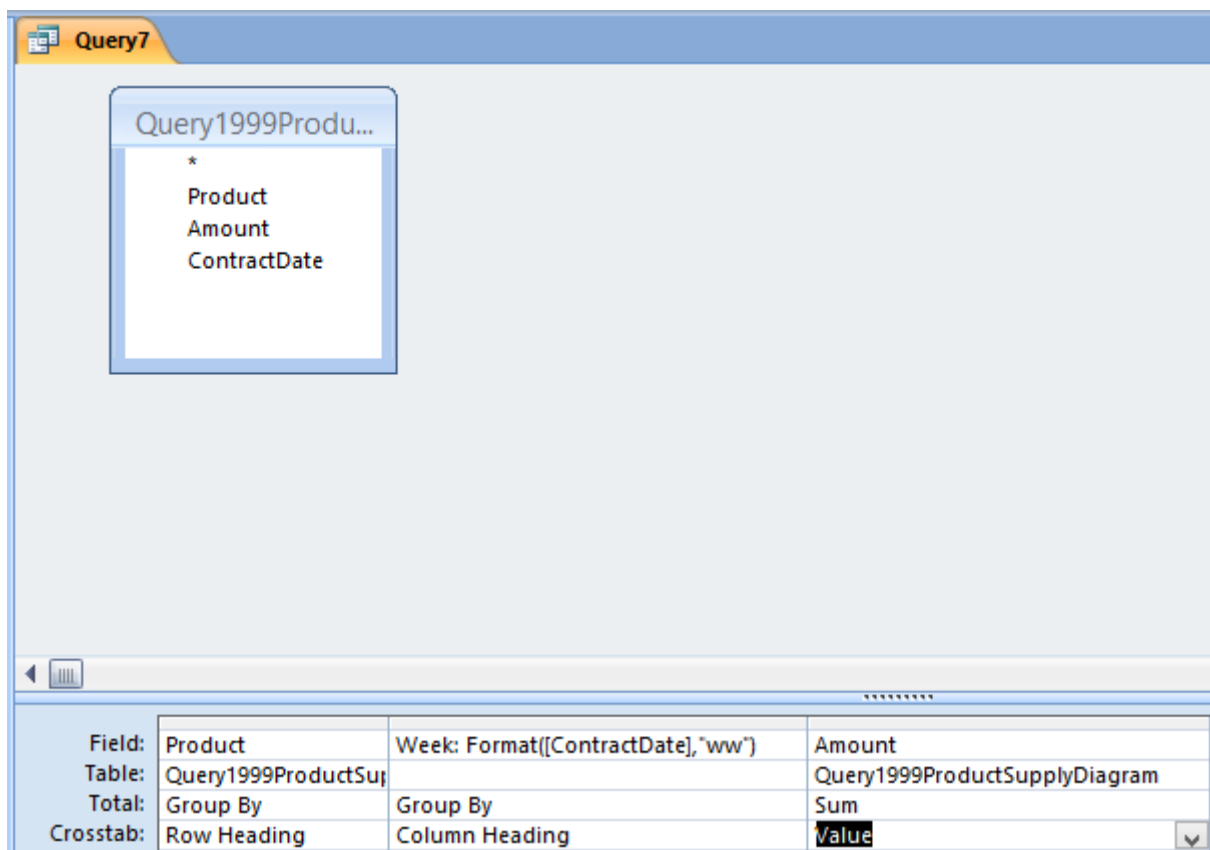 Query7
Query1999Produ...
*
Product
Amount
ContractDate
Field: Product Week: Format([ContractDate],"ww") Amount
Table: Query1999ProductSup Query1999ProductSupplyDiagram
Total: Group By Group By Sum
Crosstab: Row Heading Column Heading Value